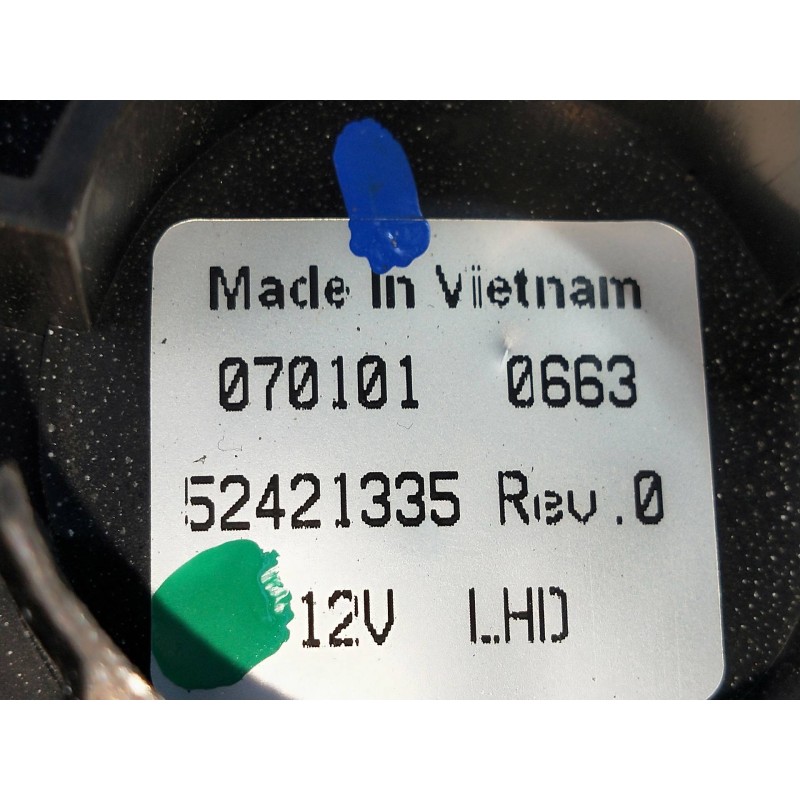 Made in Vietnam
070101 0663
52421335 Rev.0
12V LHD